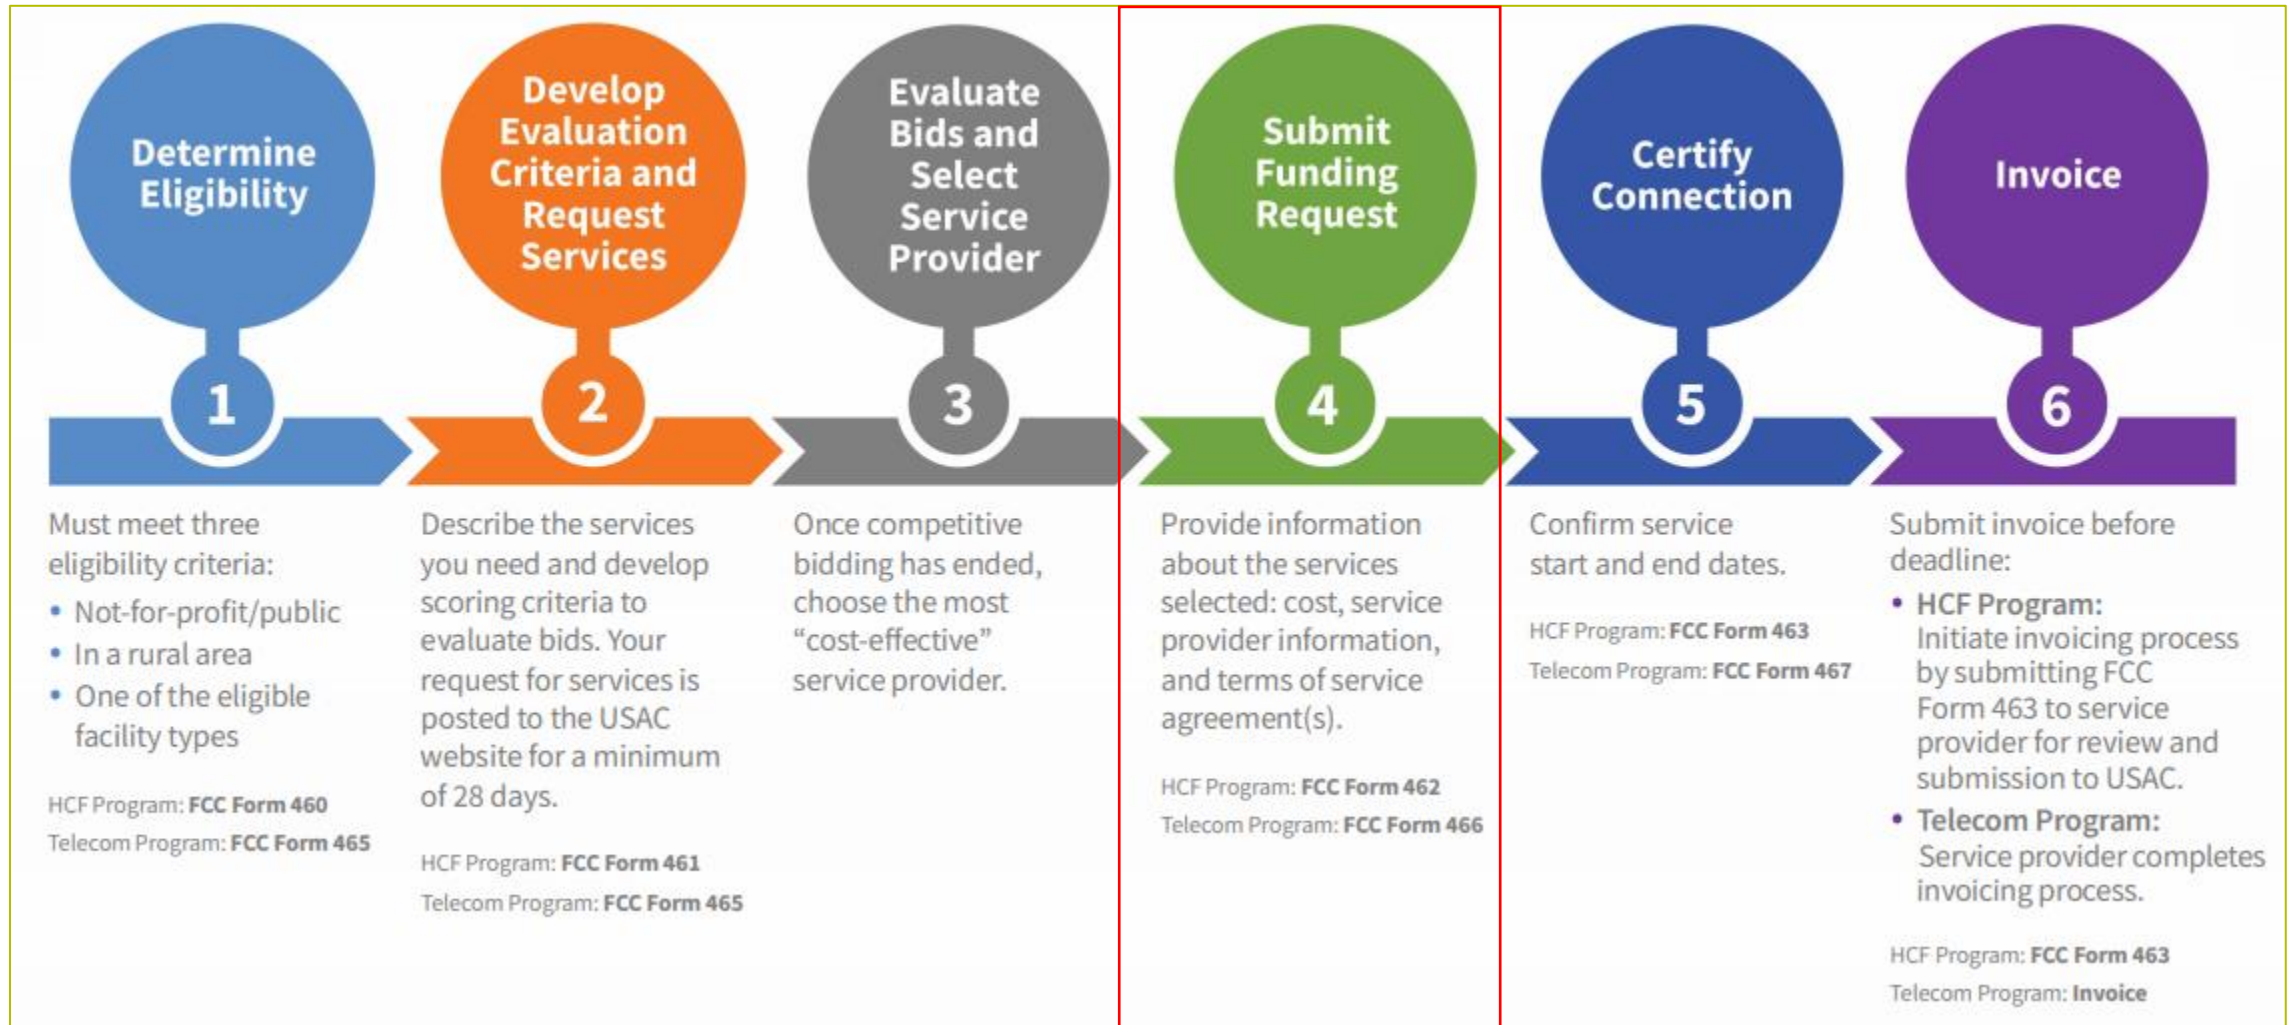 Determine
Eligibility
1
Must meet three
eligibility criteria:
• Not-for-profit/public
• In a rural area
• One of the eligible
facility types
HCF Program: FCC Form 460
Telecom Program: FCC Form 465
Develop
Evaluation
Criteria and
Request
Services
2
Describe the services
you need and develop
scoring criteria to
evaluate bids. Your
request for services is
posted to the USAC
website for a minimum
of 28 days.
HCF Program: FCC Form 461
Telecom Program: FCC Form 465
Evaluate
Bids and
Select
Service
Provider
3
Once competitive
bidding has ended,
choose the most
“cost-effective”
service provider.
Submit
Funding
Request
4
Provide information
about the services
selected: cost, service
provider information,
and terms of service
agreement(s).
HCF Program: FCC Form 462
Telecom Program: FCC Form 466
Certify
Connection
5
Confirm service
start and end dates.
HCF Program: FCC Form 463
Telecom Program: FCC Form 467
Invoice
6
Submit invoice before
deadline:
• HCF Program:
Initiate invoicing process
by submitting FCC
Form 463 to service
provider for review and
submission to USAC.
• Telecom Program:
Service provider completes
invoicing process.
HCF Program: FCC Form 463
Telecom Program: Invoice